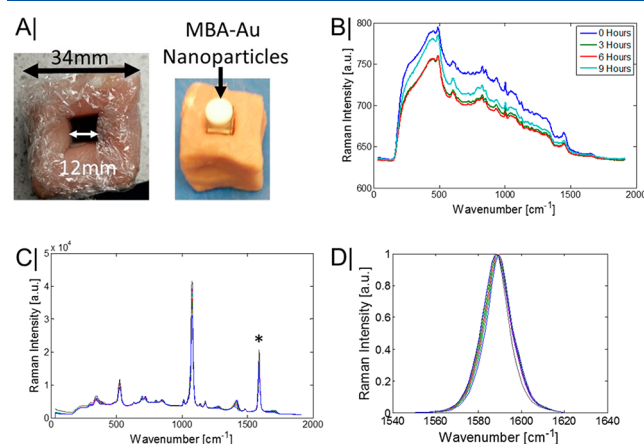 A|
34mm
12mm
MBA-Au
Nanoparticles
B|
Raman Intensity [a.u.]
800
750
700
650
600
0
500
1000
1500
2000
Wavenumber [cm-1]
0 Hours
3 Hours
6 Hours
9 Hours
C|
Raman Intensity [a.u.]
5 x 10⁴
4
3
2
1
0
0
500
1000
1500
2000
Wavenumber [cm⁻¹]
*
D|
Raman Intensity [a.u.]
1
0.8
0.6
0.4
0.2
0
1540
1560
1580
1600
1620
1640
Wavenumber [cm⁻¹]